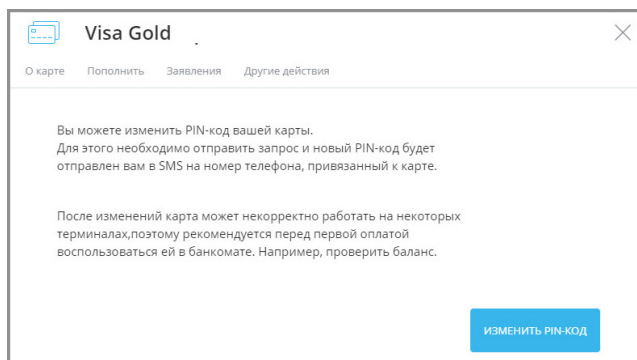 Visa Gold
О карте Пополнить Заявления Другие действия
Вы можете изменить PIN-код вашей карты.
Для этого необходимо отправить запрос и новый PIN-код будет
отправлен вам в SMS на номер телефона, привязанный к карте.
После изменений карта может некорректно работать на некоторых
терминалах,поэтому рекомендуется перед первой оплатой
воспользоваться ей в банкомате. Например, проверить баланс.
ИЗМЕНИТЬ PIN-КОД